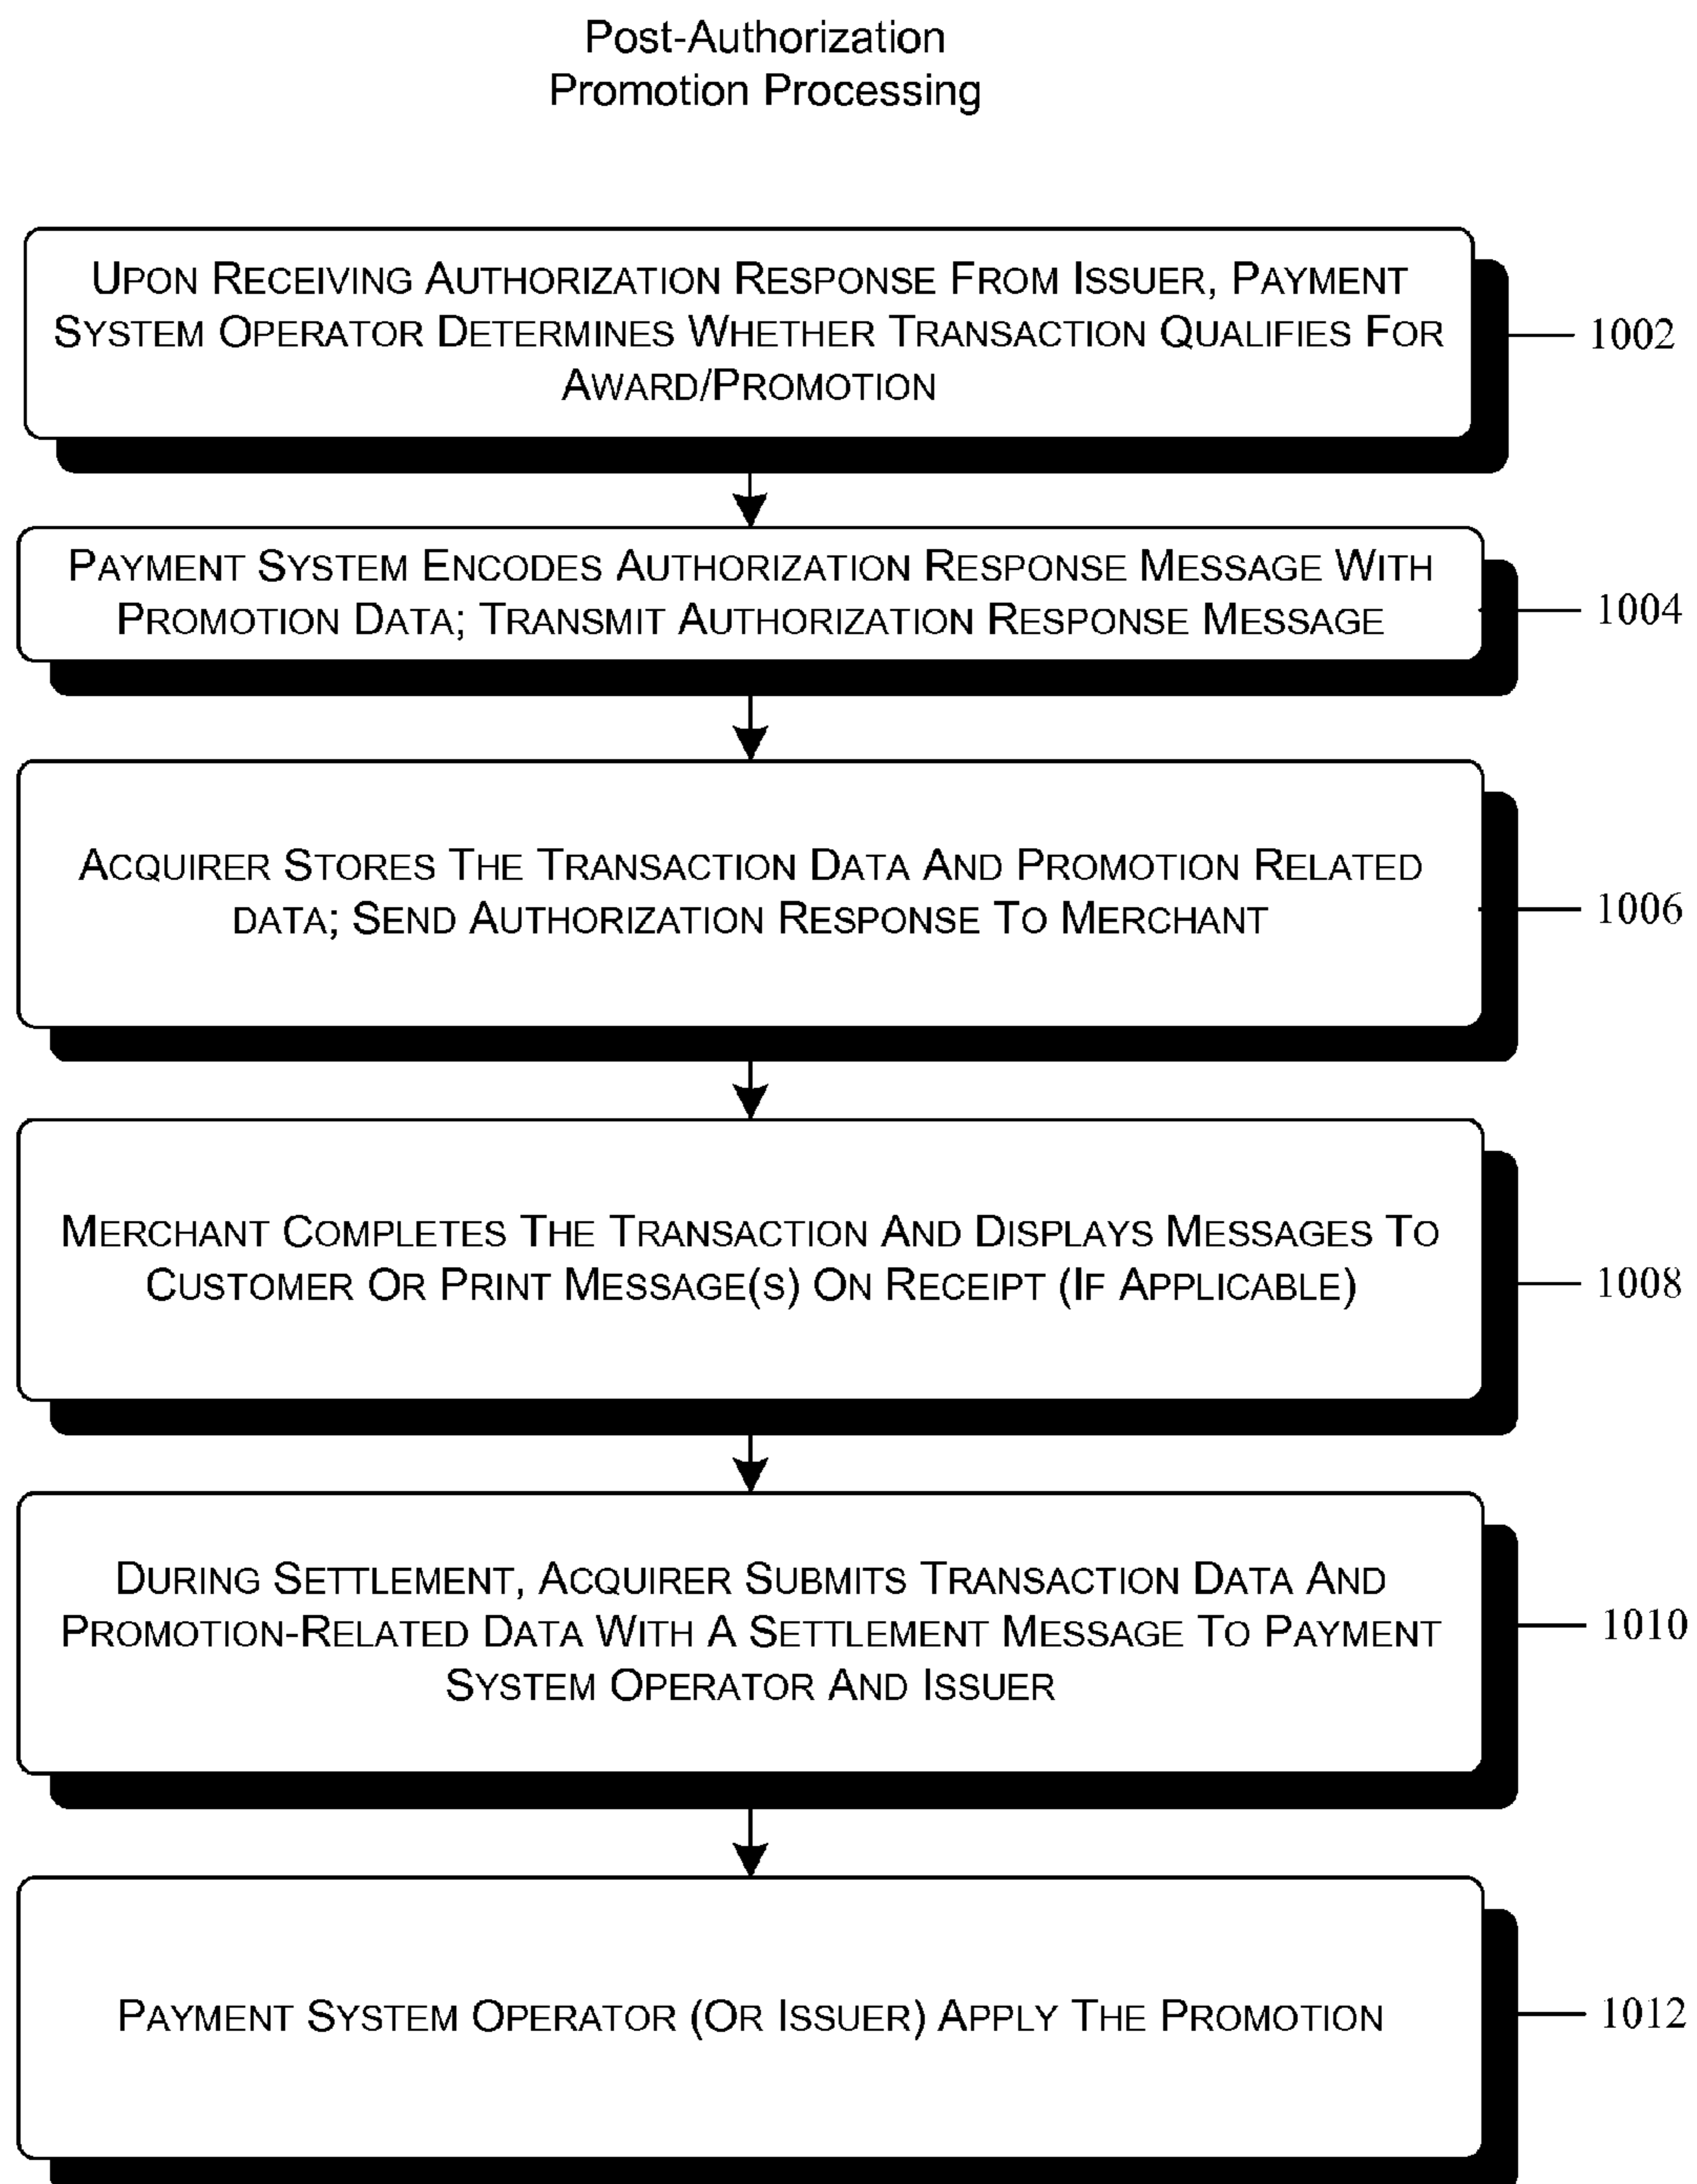 Post-Authorization
Promotion Processing
UPON RECEIVING AUTHORIZATION RESPONSE FROM ISSUER, PAYMENT
SYSTEM OPERATOR DETERMINES WHETHER TRANSACTION QUALIFIES FOR
AWARD/PROMOTION
1002
PAYMENT SYSTEM ENCODES AUTHORIZATION RESPONSE MESSAGE WITH
PROMOTION DATA; TRANSMIT AUTHORIZATION RESPONSE MESSAGE
1004
ACQUIRER STORES THE TRANSACTION DATA AND PROMOTION RELATED
DATA; SEND AUTHORIZATION RESPONSE TO MERCHANT
1006
MERCHANT COMPLETES THE TRANSACTION AND DISPLAYS MESSAGES TO
CUSTOMER OR PRINT MESSAGE(S) ON RECEIPT (IF APPLICABLE)
1008
DURING SETTLEMENT, ACQUIRER SUBMITS TRANSACTION DATA AND
PROMOTION-RELATED DATA WITH A SETTLEMENT MESSAGE TO PAYMENT
SYSTEM OPERATOR AND ISSUER
1010
PAYMENT SYSTEM OPERATOR (OR ISSUER) APPLY THE PROMOTION
1012